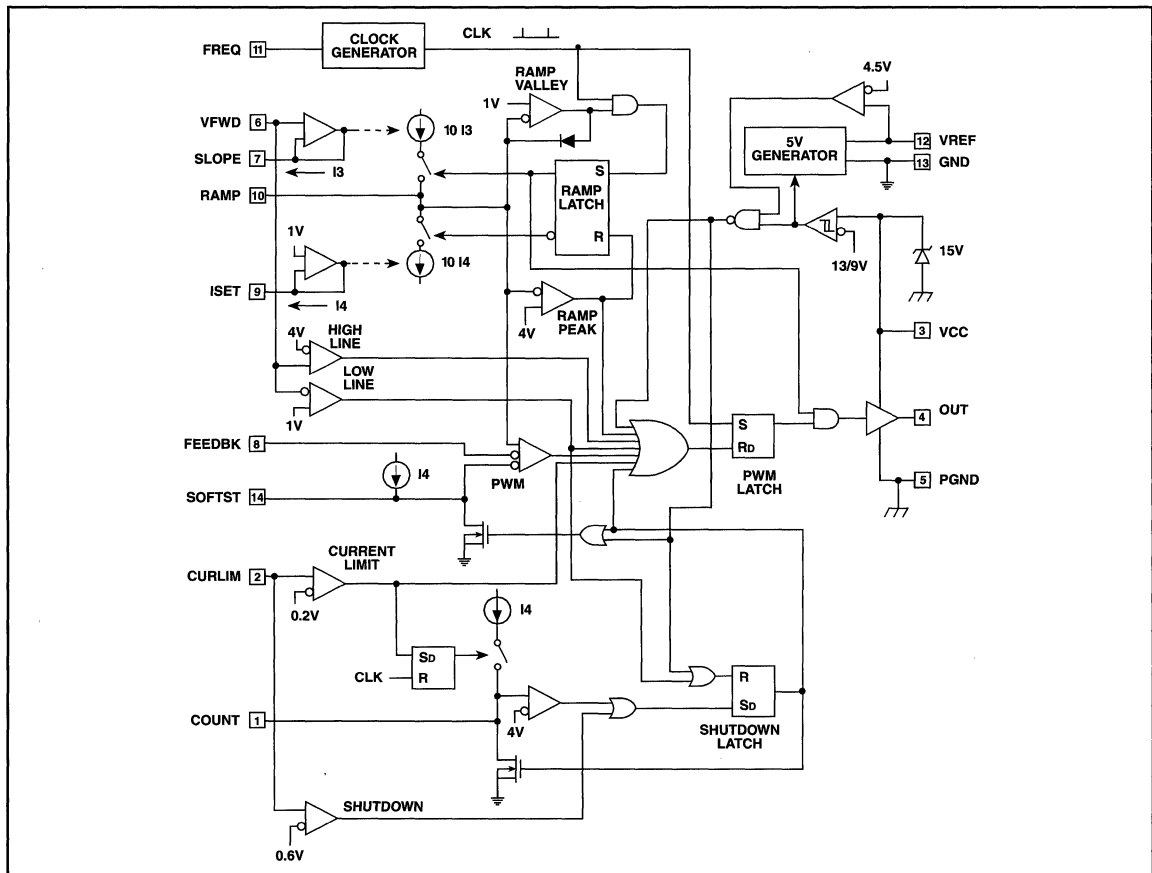 CLK
FREQ 11
CLOCK
GENERATOR
RAMP
VALLEY
4.5V
1V
VFWD 6
10 I3
5V
GENERATOR
12 VREF
13 GND
SLOPE 7
I3
S
RAMP
LATCH
R
RAMP 10
1V
15V
13/9V
10 I4
ISET 9
I4
RAMP
PEAK
4V
3 VCC
4V
HIGH
LINE
LOW
LINE
1V
OUT
4
S
RD
PWM
LATCH
FEEDBK 8
I4
PWM
5 PGND
SOFTST 14
CURRENT
LIMIT
CURLIM 2
0.2V
I4
SD
R
CLK
R
SD
SHUTDOWN
LATCH
COUNT 1
4V
SHUTDOWN
0.6V